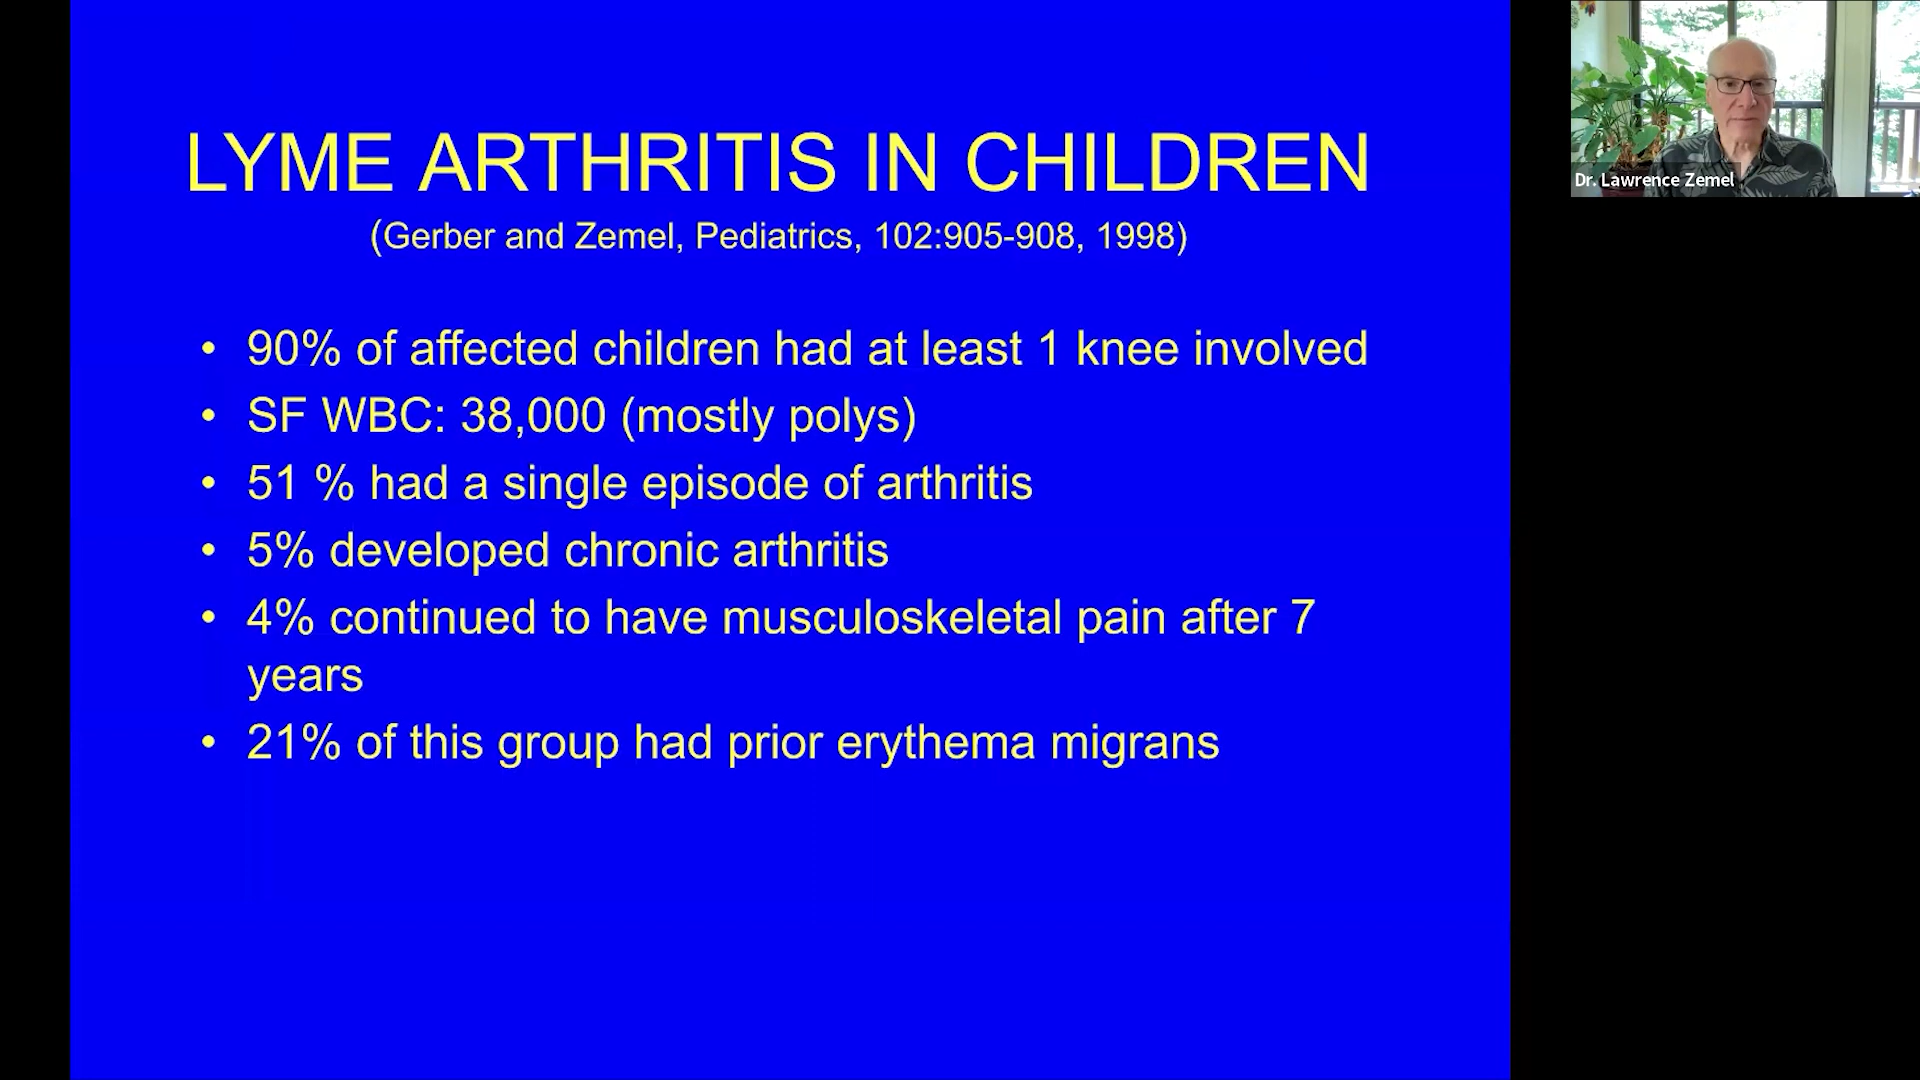 LYME ARTHRITIS IN CHILDREN
(Gerber and Zemel, Pediatrics, 102:905-908, 1998)
• 90% of affected children had at least 1 knee involved
• SF WBC: 38,000 (mostly polys)
• 51 % had a single episode of arthritis
• 5% developed chronic arthritis
• 4% continued to have musculoskeletal pain after 7
years
• 21% of this group had prior erythema migrans
Dr. Lawrence Zemel